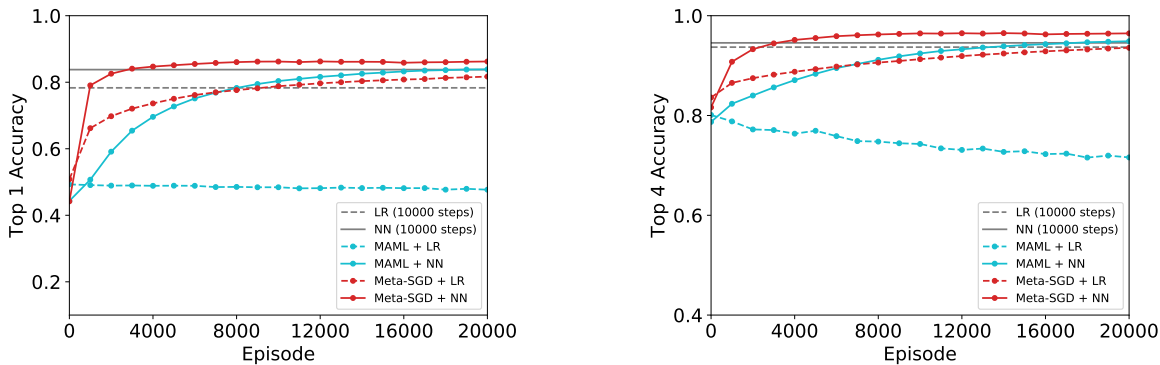 Top 1 Accuracy
1.0
0.8
0.6
0.4
0.2
0 4000 8000 12000 16000 20000
Episode
LR (10000 steps)
NN (10000 steps)
MAML + LR
MAML + NN
Meta-SGD + LR
Meta-SGD + NN
Top 4 Accuracy
1.0
0.8
0.6
0.4
0 4000 8000 12000 16000 20000
Episode
LR (10000 steps)
NN (10000 steps)
MAML + LR
MAML + NN
Meta-SGD + LR
Meta-SGD + NN